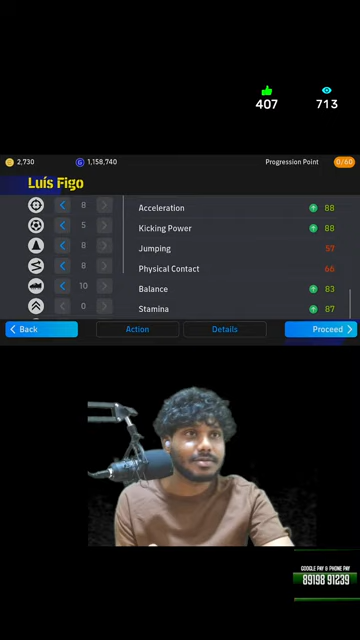 407 713
2,730 1,158,740 Progression Point 0/60
Luís Figo
8 Acceleration 88
5 Kicking Power 88
8 Jumping 57
8 Physical Contact 66
10 Balance 83
0 Stamina 87
Back Action Details Proceed
GOOGLE PAY & PHONE PAY
89198 91239